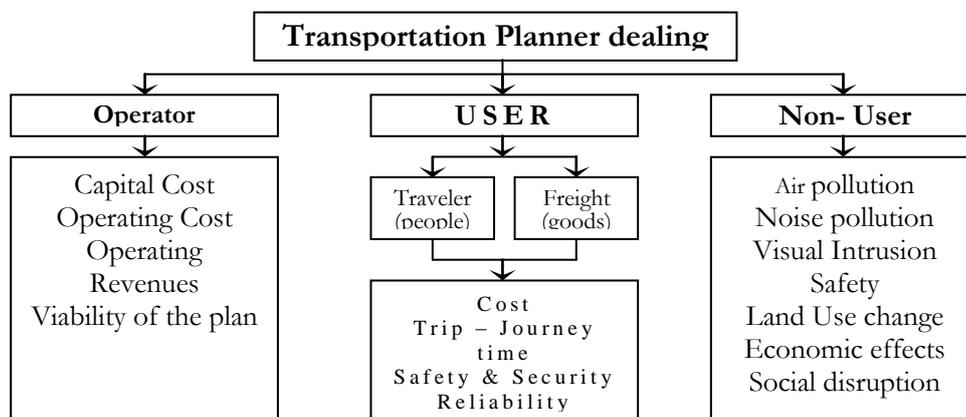 Transportation Planner dealing
Operator
Capital Cost
Operating Cost
Operating
Revenues
Viability of the plan
USER
Traveler
(people)
Freight
(goods)
Cost
Trip – Journey
time
Safety & Security
Reliability
Non- User
Air pollution
Noise pollution
Visual Intrusion
Safety
Land Use change
Economic effects
Social disruption